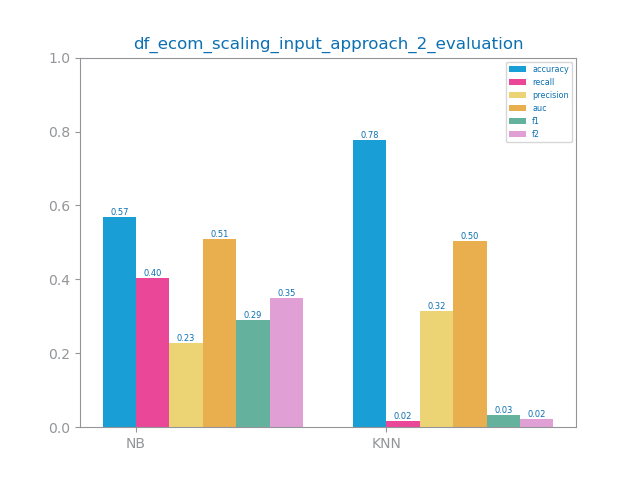 df_ecom_scaling_input_approach_2_evaluation
1.0
0.8
0.6
0.4
0.2
0.0
accuracy
recall
precision
auc
f1
f2
0.57
0.40
0.23
0.51
0.29
0.35
0.78
0.02
0.32
0.50
0.03
0.02
NB
KNN